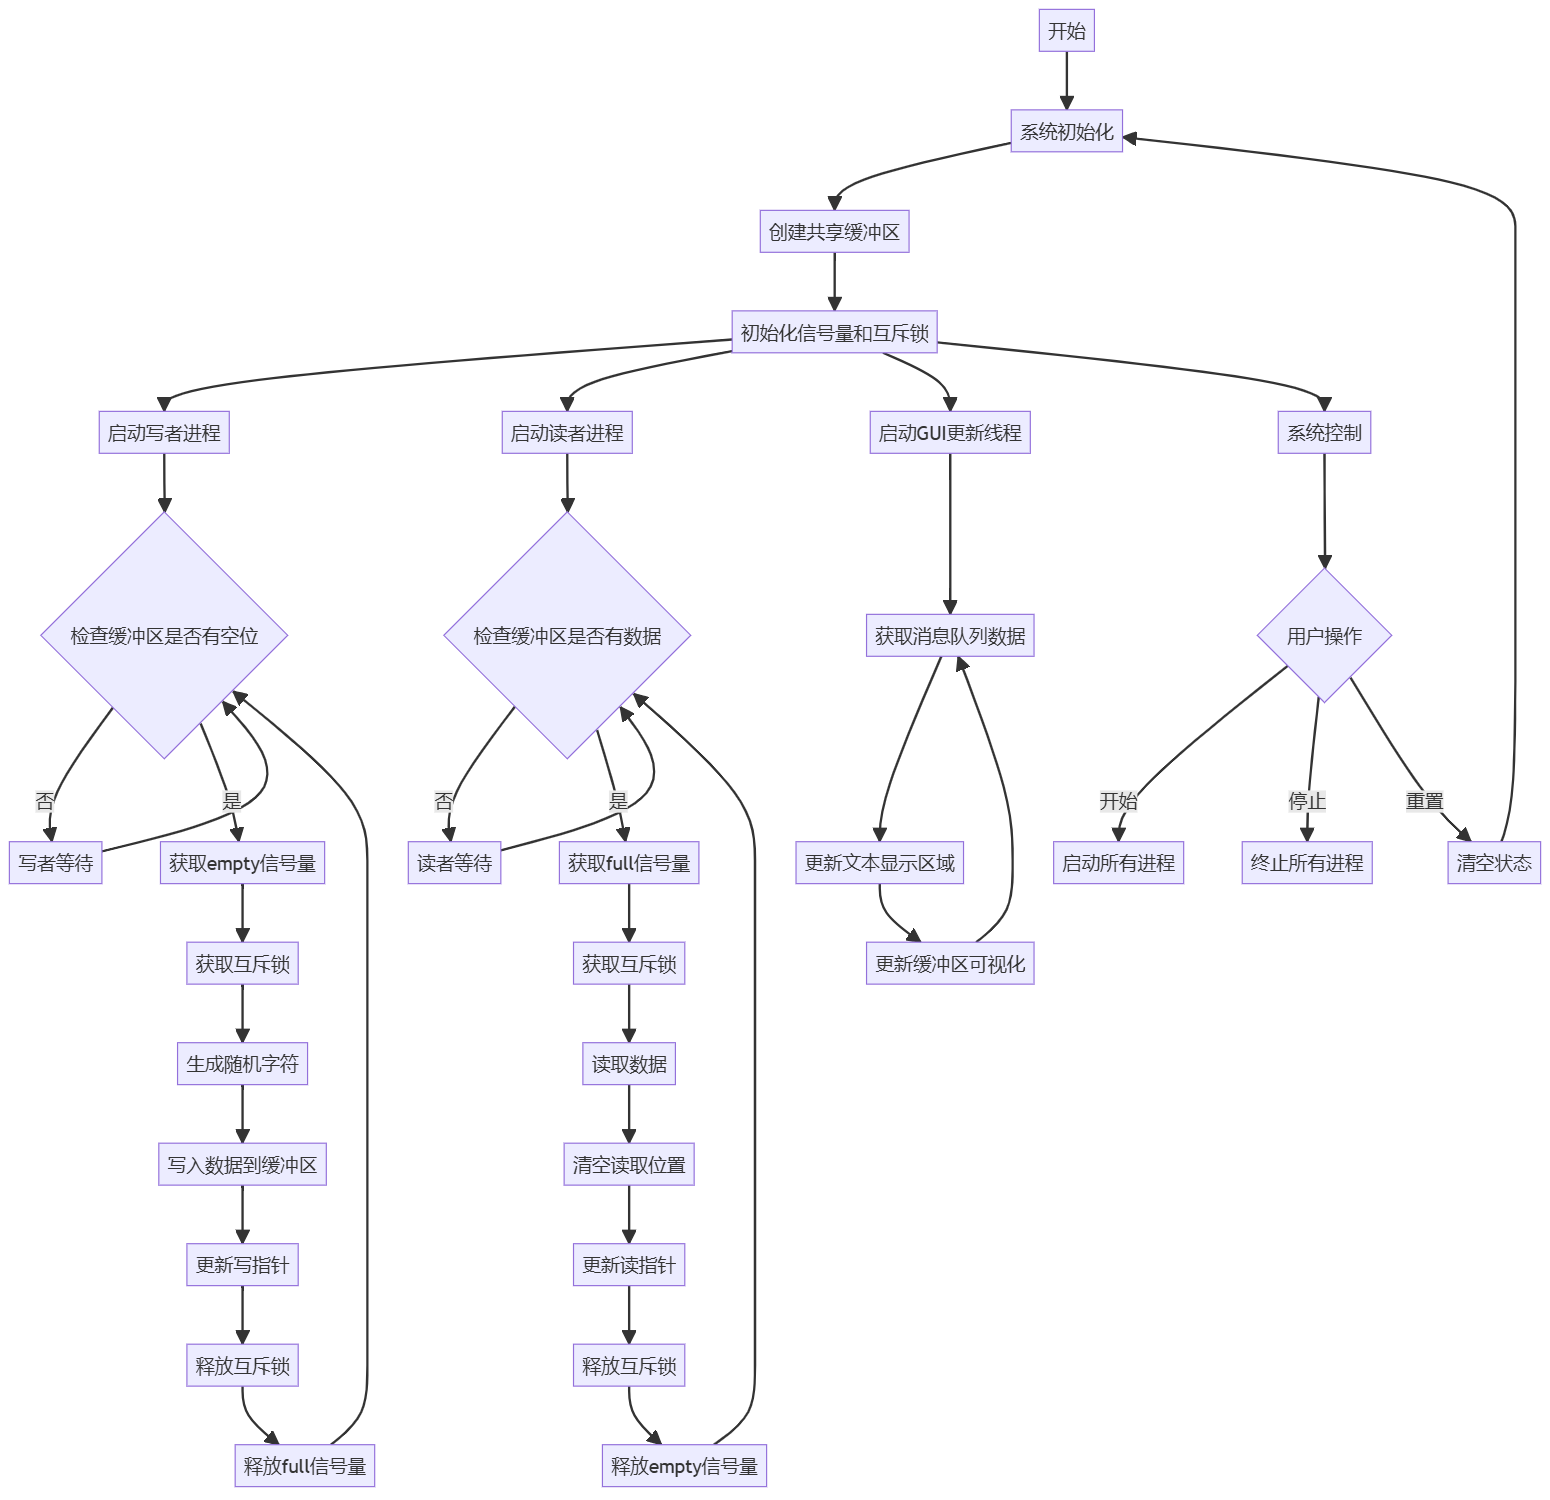 开始
系统初始化
创建共享缓冲区
初始化信号量和互斥锁
启动写者进程
启动读者进程
启动GUI更新线程
系统控制
检查缓冲区是否有空位
检查缓冲区是否有数据
获取消息队列数据
用户操作
否
是
否
是
开始
停止
重置
写者等待
获取empty信号量
读者等待
获取full信号量
更新文本显示区域
启动所有进程
终止所有进程
清空状态
获取互斥锁
获取互斥锁
更新缓冲区可视化
生成随机字符
读取数据
写入数据到缓冲区
清空读取位置
更新写指针
更新读指针
释放互斥锁
释放互斥锁
释放full信号量
释放empty信号量